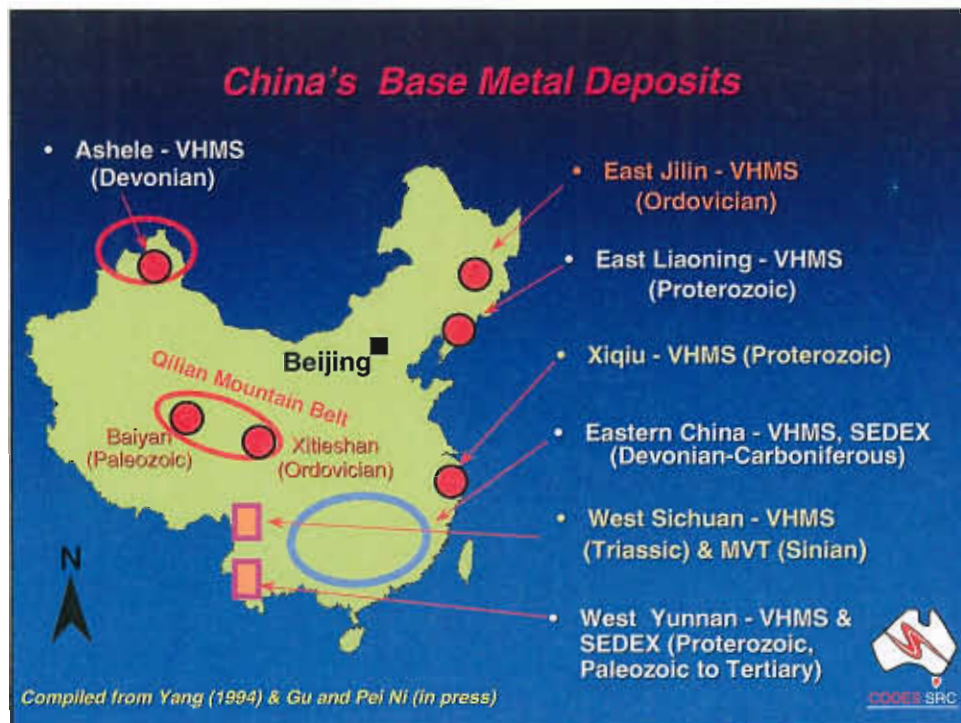 China's Base Metal Deposits
• Ashele - VHMS
(Devonian)
• East Jilin - VHMS
(Ordovician)
• East Liaoning - VHMS
(Proterozoic)
Beijing
• Xiqiu - VHMS (Proterozoic)
Qilian Mountain Belt
Baiyan
(Paleozoic)
Xitieshan
(Ordovician)
• Eastern China - VHMS, SEDEX
(Devonian-Carboniferous)
• West Sichuan - VHMS
(Triassic) & MVT (Sinian)
N
• West Yunnan - VHMS &
SEDEX (Proterozoic,
Paleozoic to Tertiary)
CODES SRC
Compiled from Yang (1994) & Gu and Pei Ni (in press)